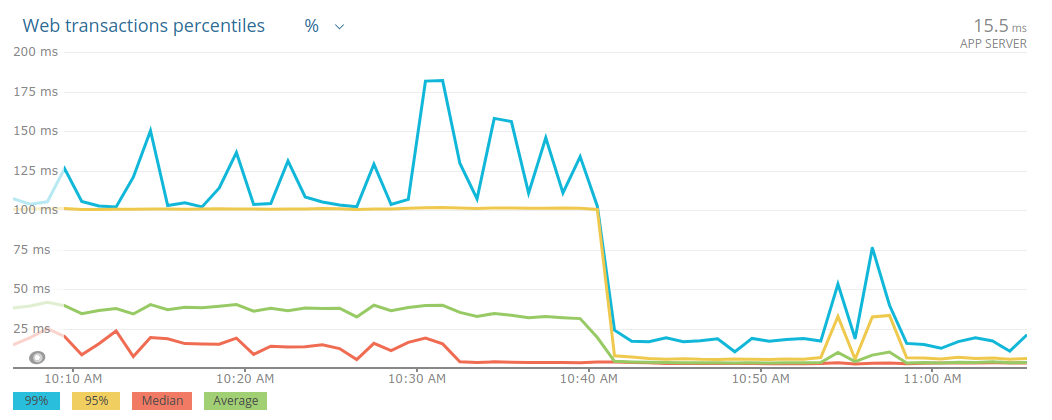 Web transactions percentiles % 15.5 ms
APP SERVER
200 ms
175 ms
150 ms
125 ms
100 ms
75 ms
50 ms
25 ms
10:10 AM 10:20 AM 10:30 AM 10:40 AM 10:50 AM 11:00 AM
99% 95% Median Average